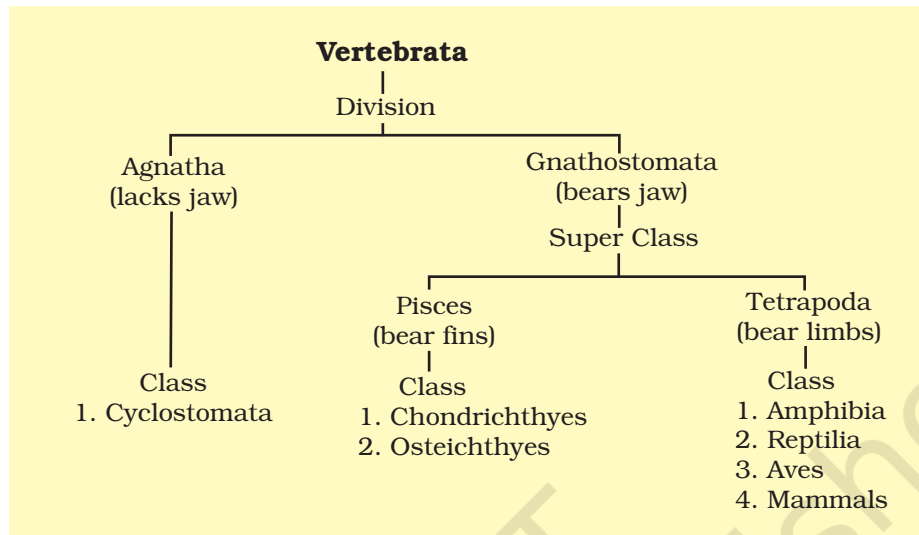 Vertebrata
Division
Agnatha
(lacks jaw)
Gnathostomata
(bears jaw)
Super Class
Pisces
(bear fins)
Tetrapoda
(bear limbs)
Class
1. Cyclostomata
Class
1. Chondrichthyes
2. Osteichthyes
Class
1. Amphibia
2. Reptilia
3. Aves
4. Mammals